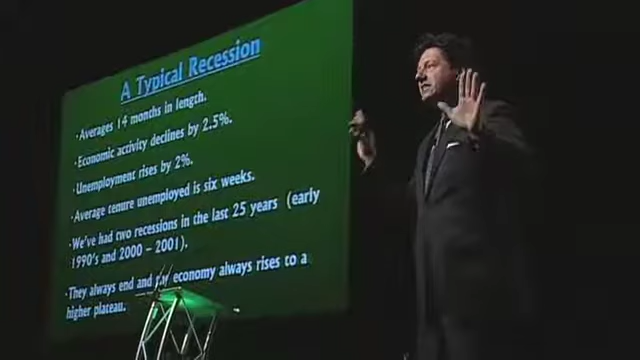 A Typical Recession
·Averages 14 months in length.
·Economic activity declines by 2.5%.
·Unemployment rises by 2%.
·Average tenure unemployed is six weeks.
·We've had two recessions in the last 25 years (early
1990's and 2000 – 2001).
·They always end and the economy always rises to a
higher plateau.